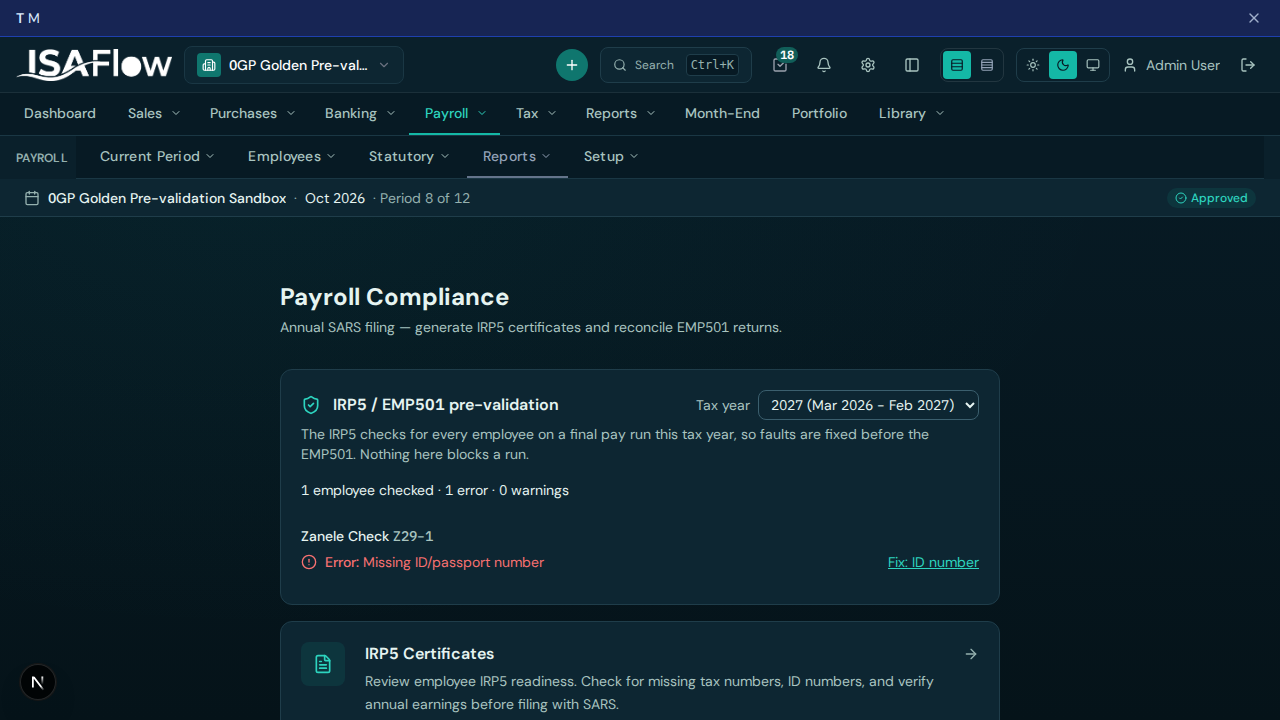 T M
ISAFlow
0GP Golden Pre-val...
Search Ctrl+K
18
Admin User
Dashboard Sales Purchases Banking Payroll Tax Reports Month-End Portfolio Library
PAYROLL Current Period Employees Statutory Reports Setup
0GP Golden Pre-validation Sandbox · Oct 2026 · Period 8 of 12 Approved
Payroll Compliance
Annual SARS filing — generate IRP5 certificates and reconcile EMP501 returns.
IRP5 / EMP501 pre-validation Tax year 2027 (Mar 2026 - Feb 2027)
The IRP5 checks for every employee on a final pay run this tax year, so faults are fixed before the
EMP501. Nothing here blocks a run.
1 employee checked · 1 error · 0 warnings
Zanele Check Z29-1
Error: Missing ID/passport number Fix: ID number
IRP5 Certificates
Review employee IRP5 readiness. Check for missing tax numbers, ID numbers, and verify
annual earnings before filing with SARS.
N